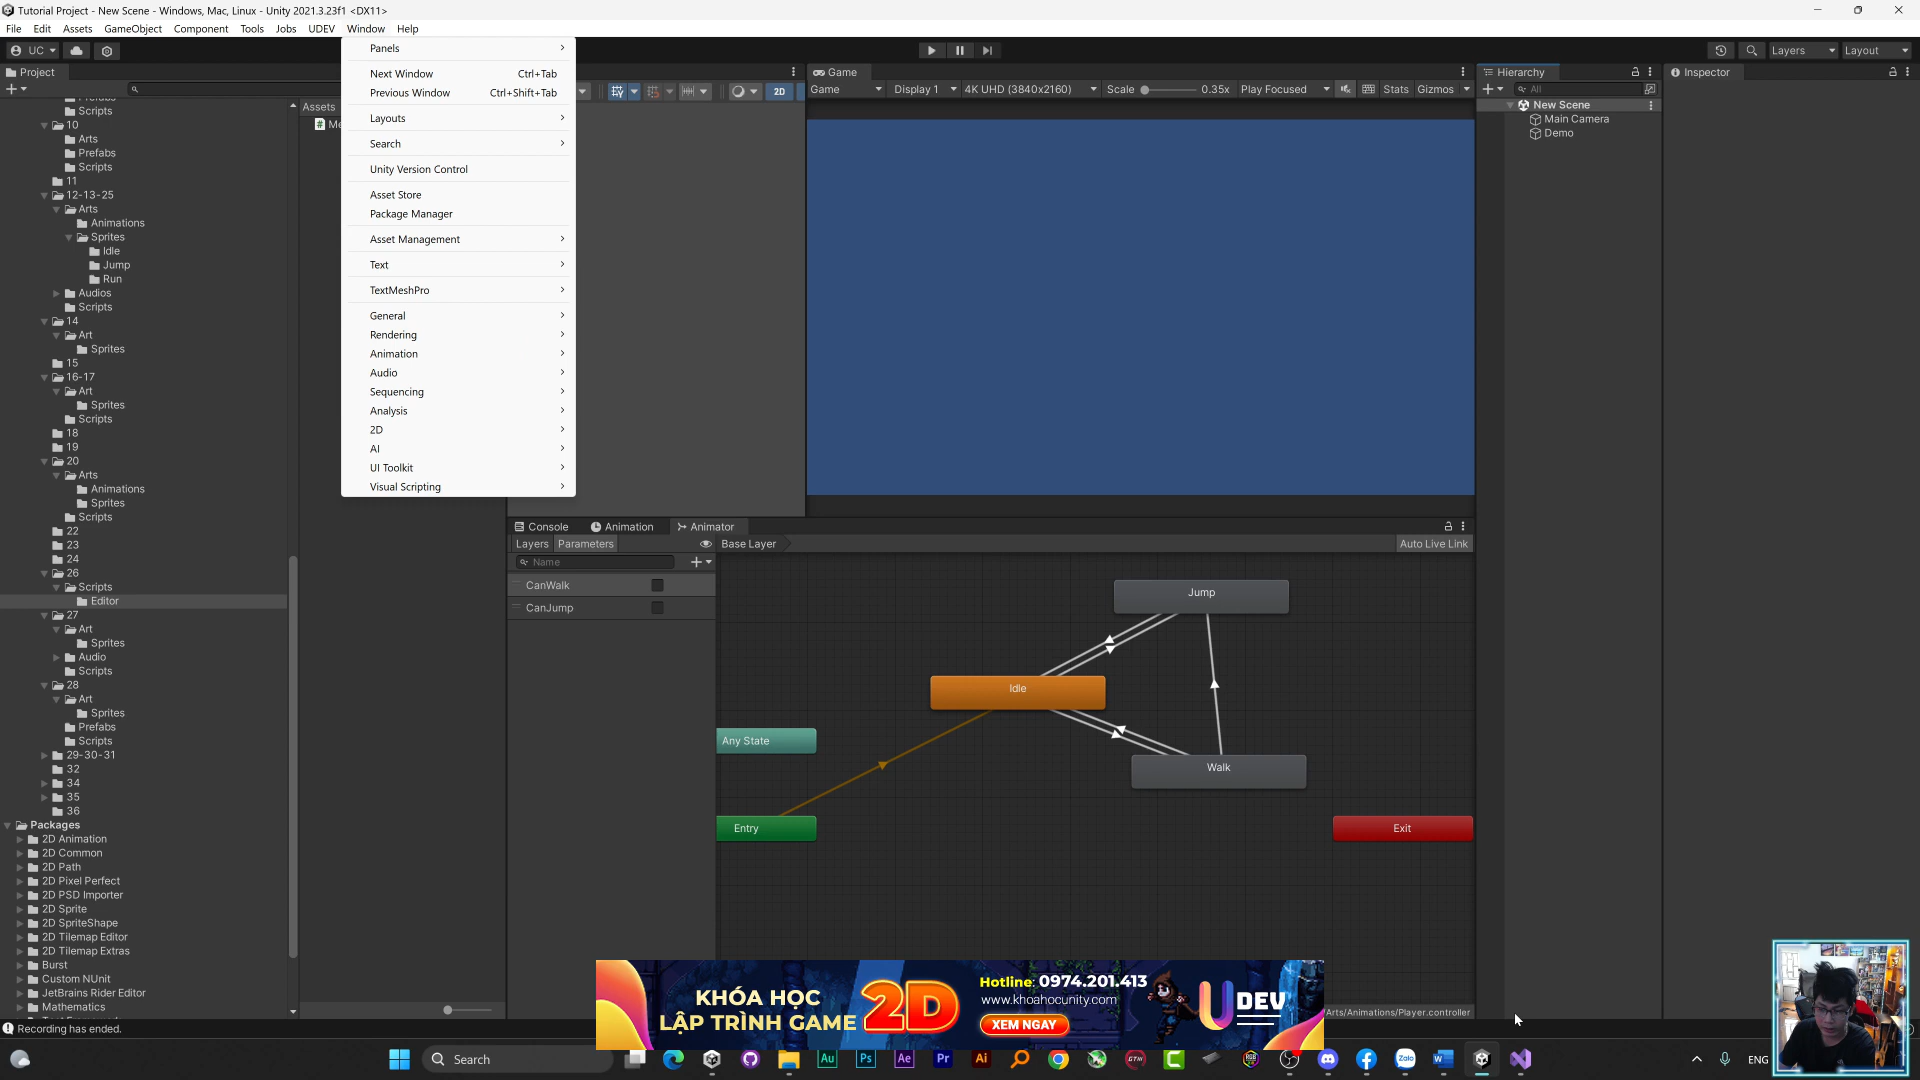 Tutorial Project - New Scene - Windows, Mac, Linux - Unity 2021.3.23f1 <DX11>
File Edit Assets GameObject Component Tools Jobs UDEV Window Help
UC Layers Layout
Project
Assets
Scripts
10
Arts
Prefabs
Scripts
11
12-13-25
Arts
Animations
Sprites
Idle
Jump
Run
Audios
Scripts
14
Art
Sprites
15
16-17
Art
Sprites
Scripts
18
19
20
Arts
Animations
Sprites
Scripts
22
23
24
26
Scripts
Editor
27
Art
Sprites
Audio
Scripts
28
Art
Sprites
Prefabs
Scripts
29-30-31
32
34
35
36
Packages
2D Animation
2D Common
2D Path
2D Pixel Perfect
2D PSD Importer
2D Sprite
2D SpriteShape
2D Tilemap Editor
2D Tilemap Extras
Burst
Custom NUnit
JetBrains Rider Editor
Mathematics
Recording has ended.
Panels
Next Window Ctrl+Tab
Previous Window Ctrl+Shift+Tab
Layouts
Search
Unity Version Control
Asset Store
Package Manager
Asset Management
Text
TextMeshPro
General
Rendering
Animation
Audio
Sequencing
Analysis
2D
AI
UI Toolkit
Visual Scripting
2D
Game
Game Display 1 4K UHD (3840x2160) Scale 0.35x Play Focused Stats Gizmos
Hierarchy
All
New Scene
Main Camera
Demo
Inspector
Console Animation Animator
Layers Parameters Base Layer Auto Live Link
Name
CanWalk
CanJump
Jump
Idle
Any State
Walk
Entry
Exit
Arts/Animations/Player.controller
KHÓA HỌC
LẬP TRÌNH GAME
2D
Hotline: 0974.201.413
www.khoahocunity.com
XEM NGAY
UDEV
Search
Au Ps Ae Pr Ai
Zalo
ENG